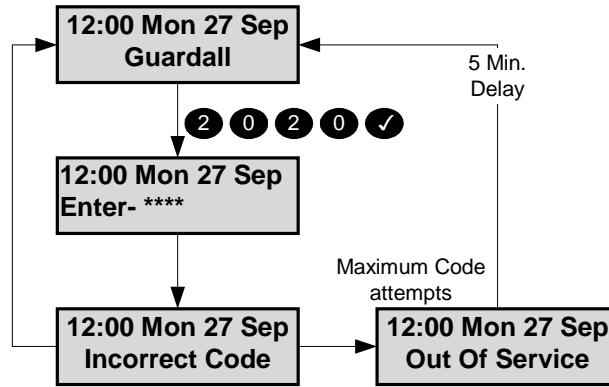 12:00 Mon 27 Sep
Guardall
5 Min.
Delay
2 0 2 0 ✓
12:00 Mon 27 Sep
Enter- ****
Maximum Code
attempts
12:00 Mon 27 Sep
Incorrect Code
12:00 Mon 27 Sep
Out Of Service